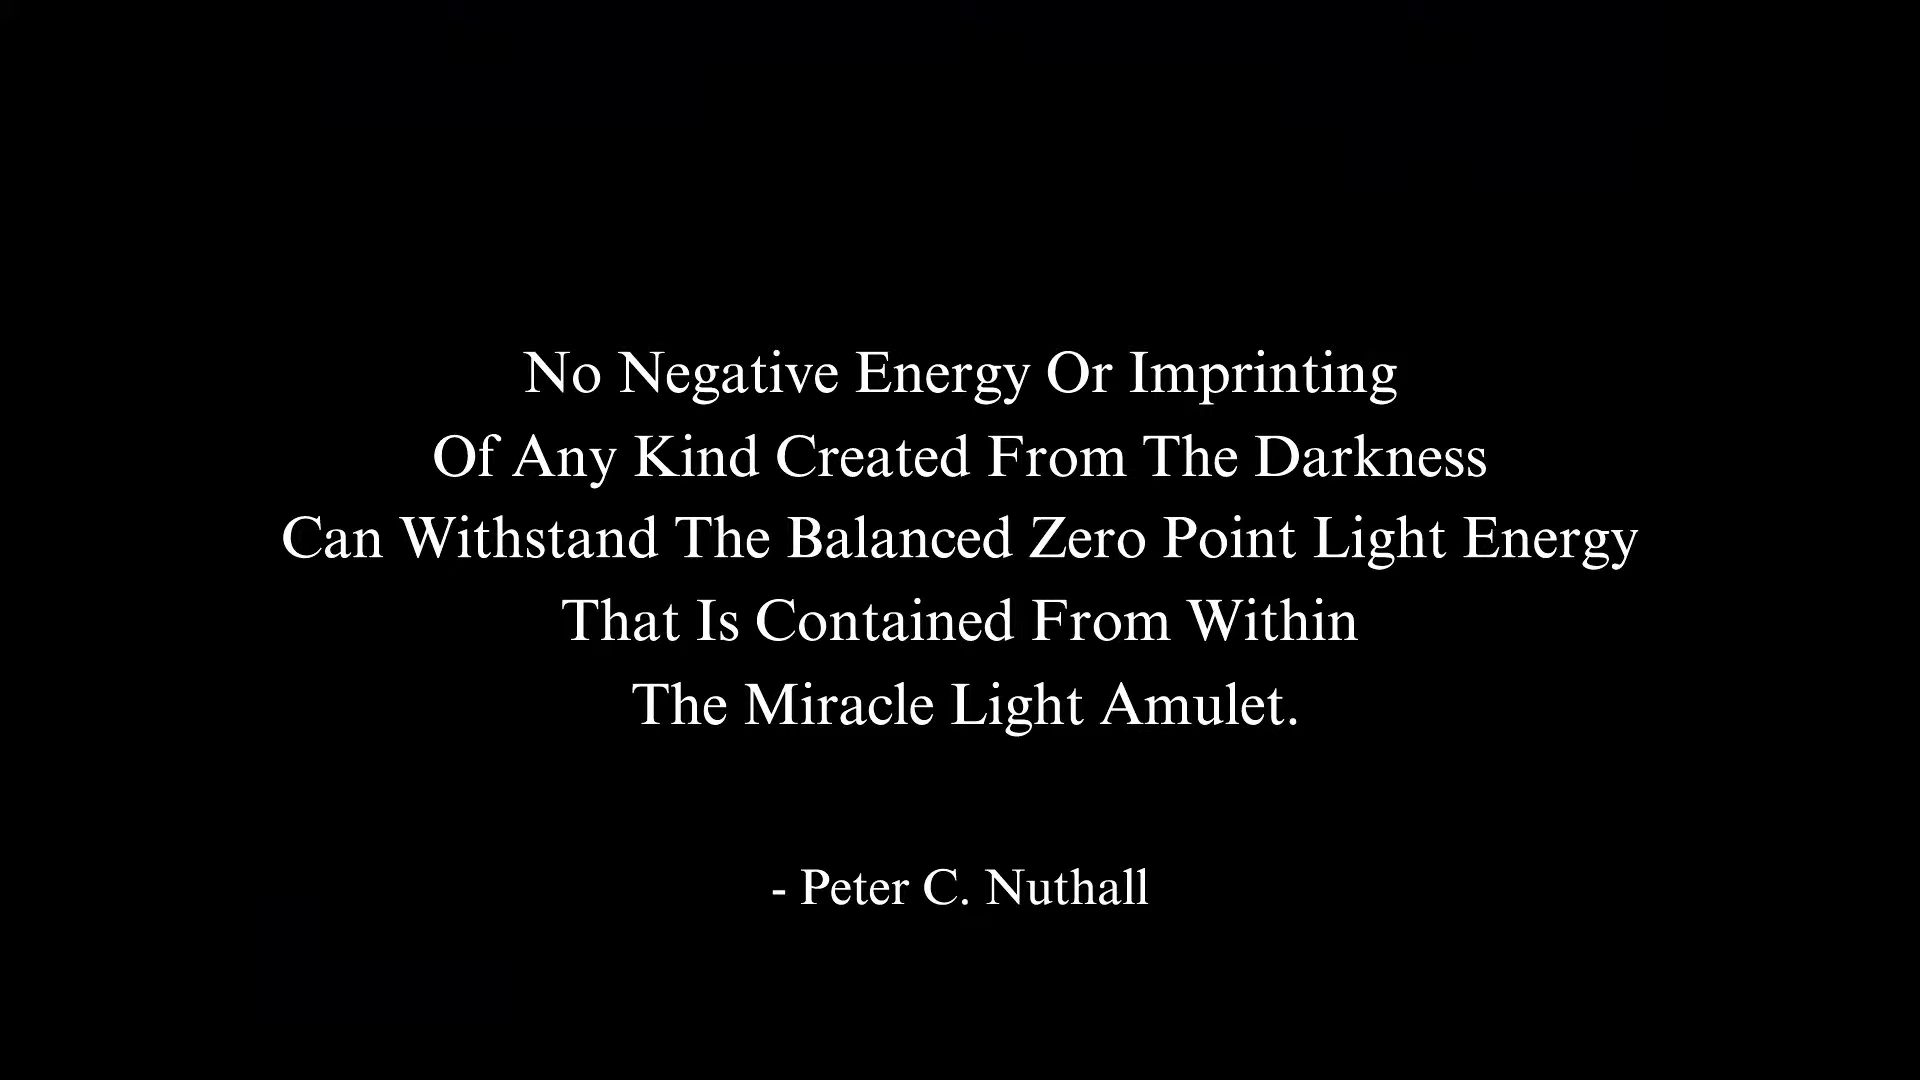 No Negative Energy Or Imprinting
Of Any Kind Created From The Darkness
Can Withstand The Balanced Zero Point Light Energy
That Is Contained From Within
The Miracle Light Amulet.
- Peter C. Nuthall